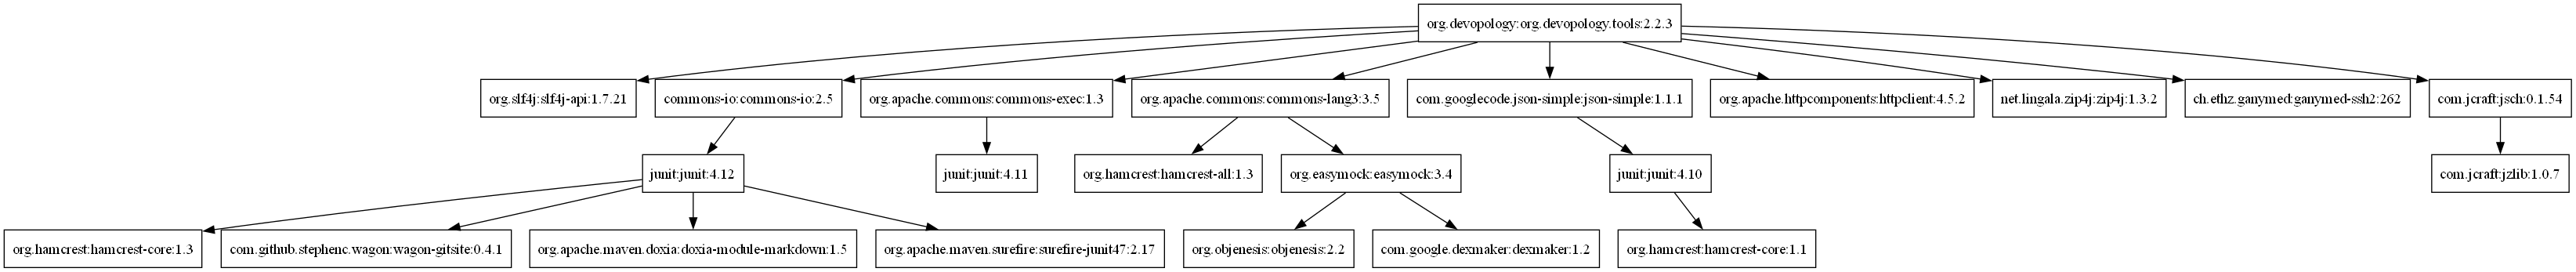 org.devopology:org.devopology.tools:2.2.3
org.slf4j:slf4j-api:1.7.21
commons-io:commons-io:2.5
org.apache.commons:commons-exec:1.3
org.apache.commons:commons-lang3:3.5
com.googlecode.json-simple:json-simple:1.1.1
org.apache.httpcomponents:httpclient:4.5.2
net.lingala.zip4j:zip4j:1.3.2
ch.ethz.ganymed:ganymed-ssh2:262
com.jcraft:jsch:0.1.54
junit:junit:4.12
junit:junit:4.11
org.hamcrest:hamcrest-all:1.3
org.easymock:easymock:3.4
junit:junit:4.10
com.jcraft:jzlib:1.0.7
org.hamcrest:hamcrest-core:1.3
com.github.stephenc.wagon:wagon-gitsite:0.4.1
org.apache.maven.doxia:doxia-module-markdown:1.5
org.apache.maven.surefire:surefire-junit47:2.17
org.objenesis:objenesis:2.2
com.google.dexmaker:dexmaker:1.2
org.hamcrest:hamcrest-core:1.1